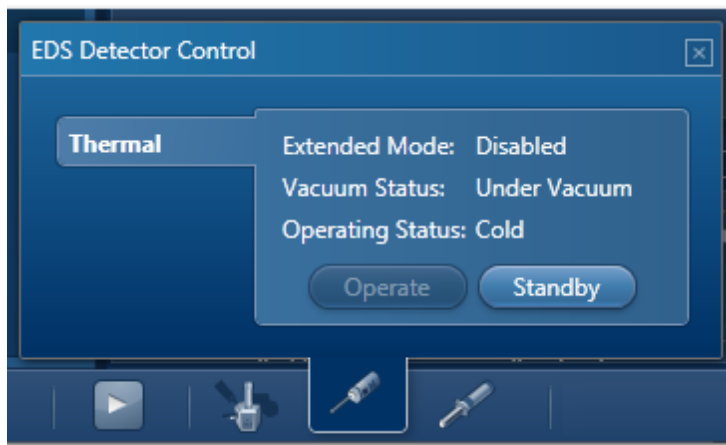 EDS Detector Control
Thermal
Extended Mode: Disabled
Vacuum Status: Under Vacuum
Operating Status: Cold
Operate
Standby